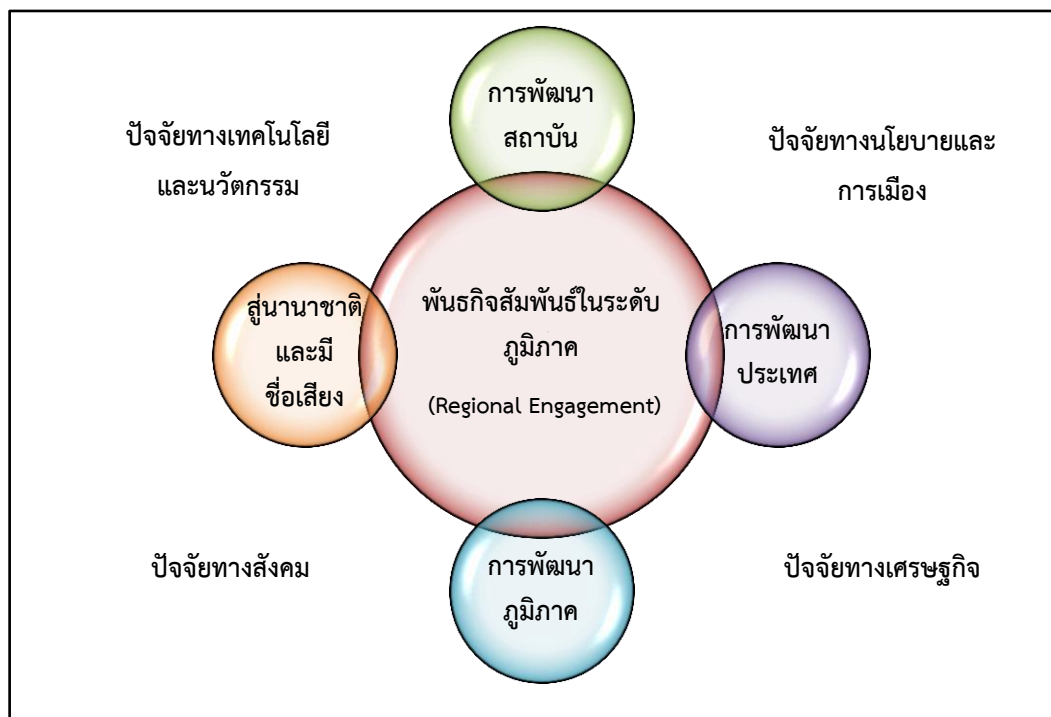 การพัฒนา
สถาบัน
ปัจจัยทางเทคโนโลยี
และนวัตกรรม
ปัจจัยทางนโยบายและ
การเมือง
สู่นานาชาติ
และมี
ชื่อเสียง
พันธกิจสัมพันธ์ในระดับ
ภูมิภาค
(Regional Engagement)
การพัฒนา
ประเทศ
ปัจจัยทางสังคม
การพัฒนา
ภูมิภาค
ปัจจัยทางเศรษฐกิจ